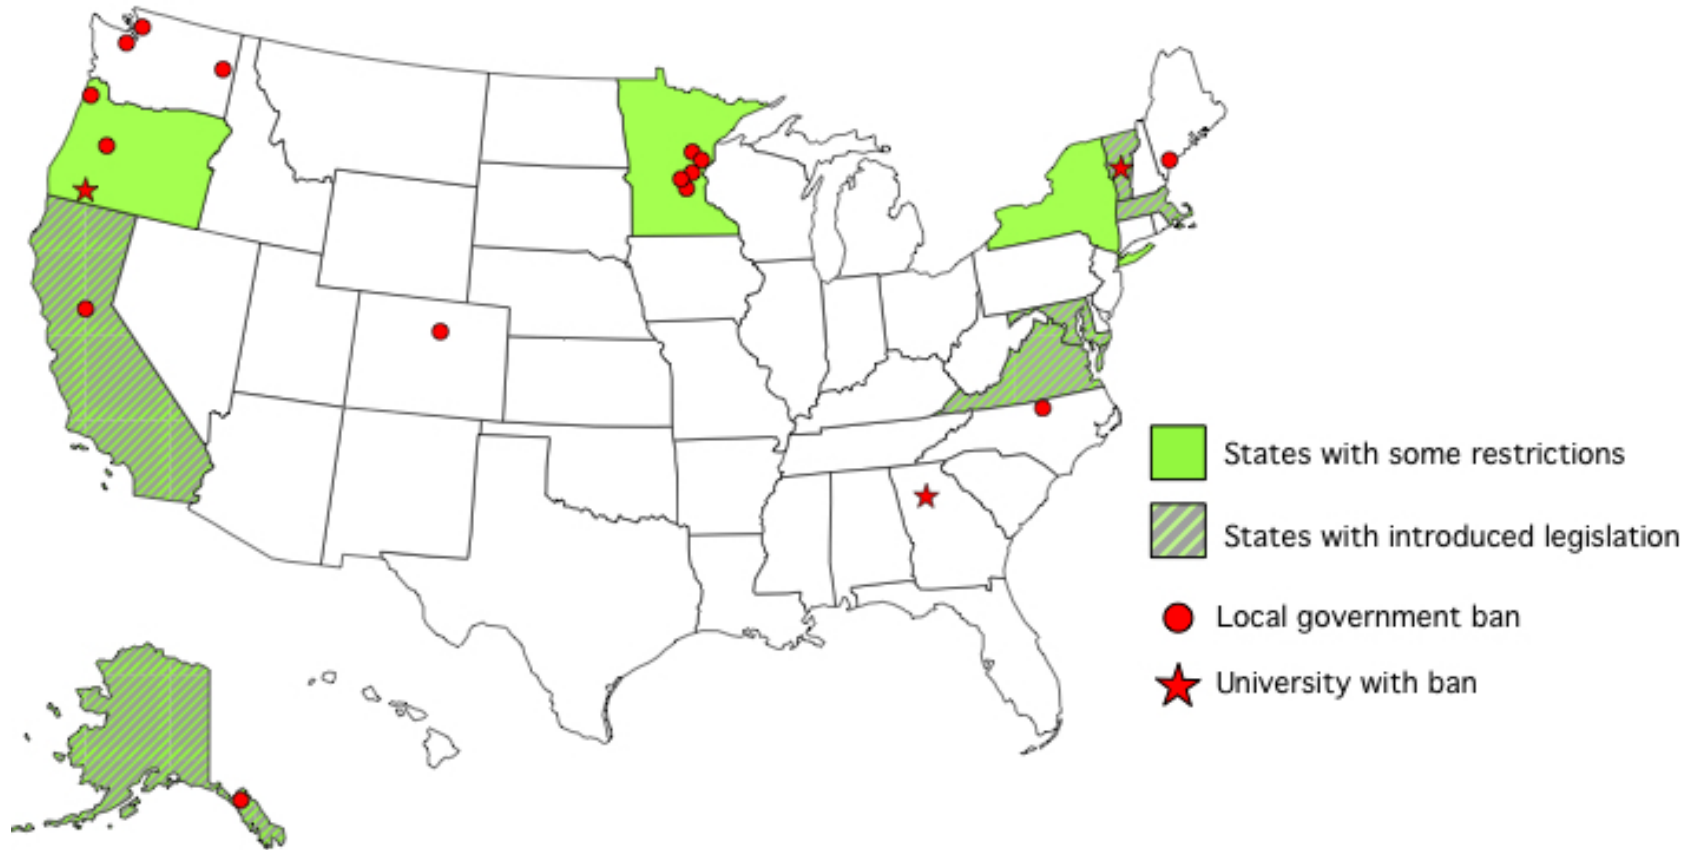 States with some restrictions
States with introduced legislation
Local government ban
University with ban